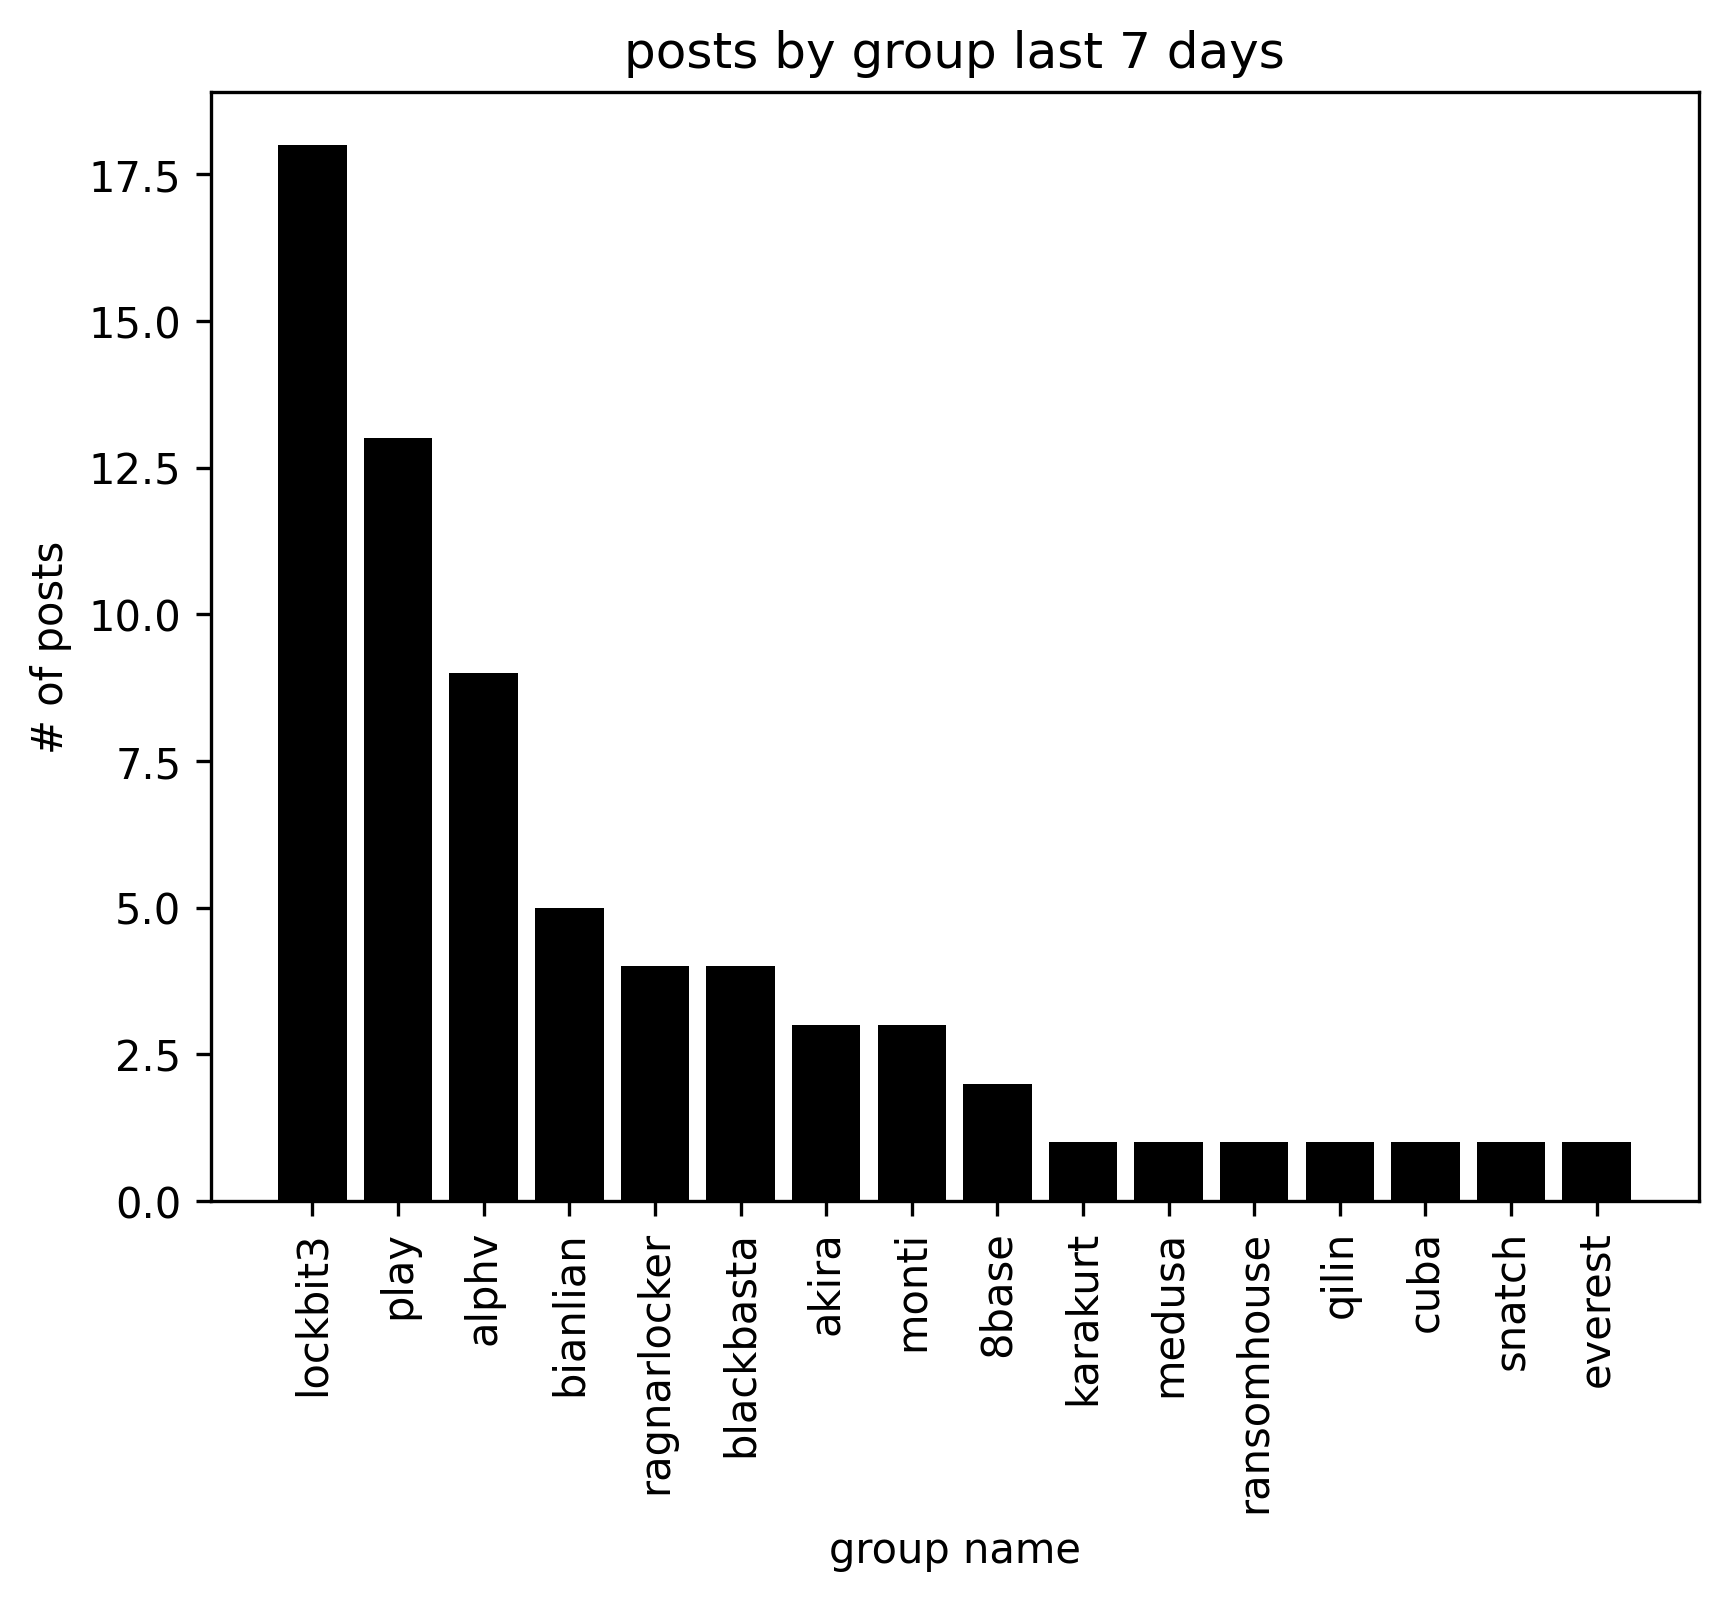 posts by group last 7 days
17.5
15.0
12.5
10.0
7.5
5.0
2.5
0.0
# of posts
lockbit3
play
alphv
bianlian
ragnarlocker
blackbasta
akira
monti
8base
karakurt
medusa
ransomhouse
qilin
cuba
snatch
everest
group name